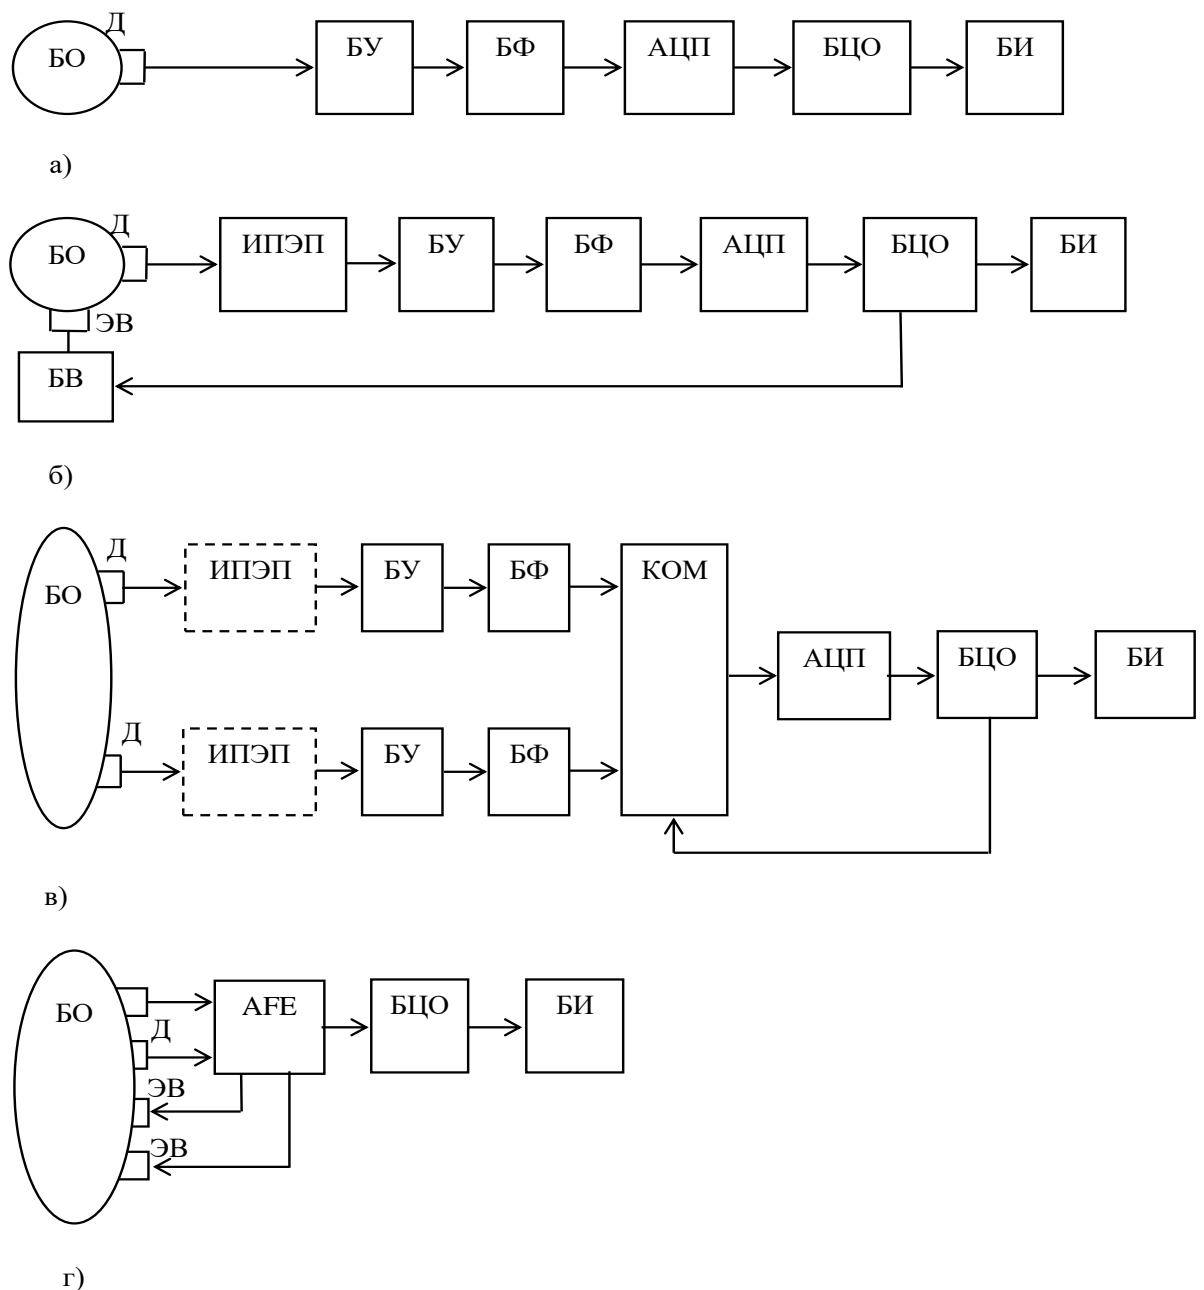 Д
БО БУ БФ АЦП БЦО БИ
а)
Д
БО ИПЭП БУ БФ АЦП БЦО БИ
ЭВ
БВ
б)
Д
БО ИПЭП БУ БФ КОМ
АЦП БЦО БИ
Д
ИПЭП БУ БФ
в)
БО AFE БЦО БИ
Д
ЭВ
ЭВ
г)